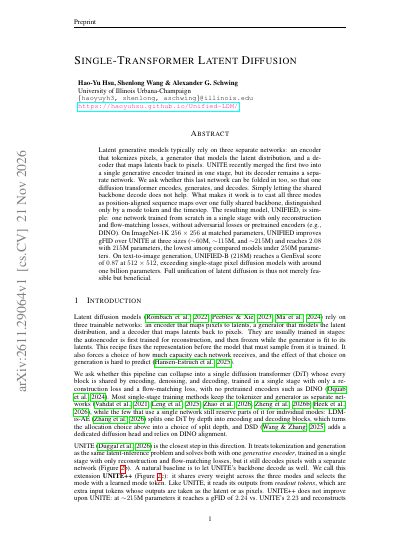 Preprint
SINGLE-TRANSFORMER LATENT DIFFUSION
Hao-Yu Hsu, Shenlong Wang & Alexander G. Schwing
University of Illinois Urbana-Champaign
{haoyuyh3, shenlong, aschwing}@illinois.edu
https://haoyuhsu.github.io/Unified-LDM/
ABSTRACT
Latent generative models typically rely on three separate networks: an encoder
that tokenizes pixels, a generator that models the latent distribution, and a de-
coder that maps latents back to pixels. UNITE recently merged the first two into
a single generative encoder trained in one stage, but its decoder remains a sepa-
rate network. We ask whether this last network can be folded in too, so that one
diffusion transformer encodes, generates, and decodes. Simply letting the shared
backbone decode does not help. What makes it work is to cast all three modes
as position-aligned sequence maps over one fully shared backbone, distinguished
only by a mode token and the timestep. The resulting model, UNIFIED, is sim-
ple: one network trained from scratch in a single stage with only reconstruction
and flow-matching losses, without adversarial losses or pretrained encoders (e.g.,
DINO). On ImageNet-1K 256 × 256 at matched parameters, UNIFIED improves
gFID over UNITE at three sizes (~60M, ~115M, and ~215M) and reaches 2.08
with 215M parameters, the lowest among compared models under 250M parame-
ters. On text-to-image generation, UNIFIED-B (218M) reaches a GenEval score
of 0.87 at 512 × 512, exceeding single-stage pixel diffusion models with around
one billion parameters. Full unification of diffusion is thus not merely feasi-
ble but beneficial.
1 INTRODUCTION
Latent diffusion models (Rombach et al., 2022; Peebles & Xie, 2023; Ma et al., 2024) rely on
three trainable networks: an encoder that maps pixels to latents, a generator that models the latent
distribution, and a decoder that maps latents back to pixels. They are usually trained in stages:
the autoencoder is first trained for reconstruction, and then frozen while the generator is fit to its
latents. This recipe fixes the representation before the model that must sample from it is trained. It
also forces a choice of how much capacity each network receives, and the effect of that choice on
generation is hard to predict (Hansen-Estruch et al., 2025).
We ask whether this pipeline can collapse into a single diffusion transformer (DiT) whose every
block is shared by encoding, denoising, and decoding, trained in a single stage with only a re-
construction loss and a flow-matching loss, with no pretrained encoders such as DINO (Oquab
et al., 2024). Most single-stage training methods keep the tokenizer and generator as separate net-
works (Vahdat et al., 2021; Leng et al., 2025; Zhao et al., 2026; Zheng et al., 2026b; Heek et al.,
2026), while the few that use a single network still reserve parts of it for individual modes: LDM-
is-AE (Zhang et al., 2026) splits one DiT by depth into encoding and decoding blocks, which turns
the allocation choice above into a choice of split depth, and DSD (Wang & Zhang, 2025) adds a
dedicated diffusion head and relies on DINO alignment.
UNITE (Duggal et al., 2026) is the closest step in this direction. It treats tokenization and generation
as the same latent-inference problem and solves both with one generative encoder, trained in a single
stage with only reconstruction and flow-matching losses, but it still decodes pixels with a separate
network (Figure 2b). A natural baseline is to let UNITE's backbone decode as well. We call this
extension UNITE++ (Figure 2c): it shares every weight across the three modes and selects the
mode with a learned mode token. Like UNITE, it reads its outputs from readout tokens, which are
extra input tokens whose outputs are taken as the latent or as pixels. UNITE++ does not improve
upon UNITE: at ~215M parameters it reaches a gFID of 2.24 vs. UNITE's 2.23 and reconstructs
1
arXiv:2611.29064v1 [cs.CV] 21 Nov 2026